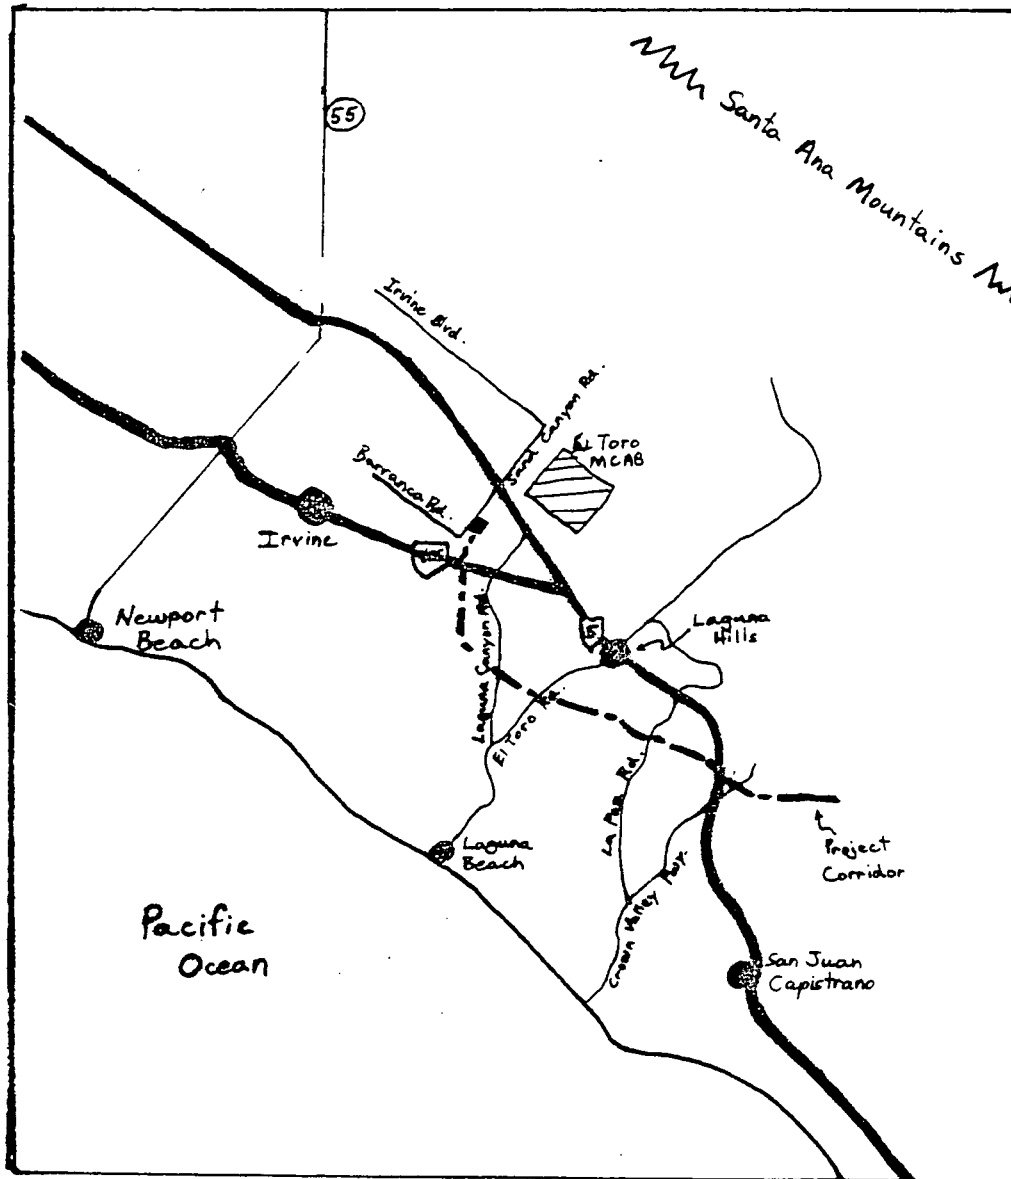 55
Santa Ana Mountains
Irvine Blvd.
Sand Canyon Rd.
El Toro
MCAB
Barranca Rd.
Irvine
405
Newport
Beach
Laguna Canyon Rd.
5
Laguna
Hills
El Toro Rd.
La Paz Rd.
Project
Corridor
Laguna
Beach
Crown Valley Pwy.
Pacific
Ocean
San Juan
Capistrano